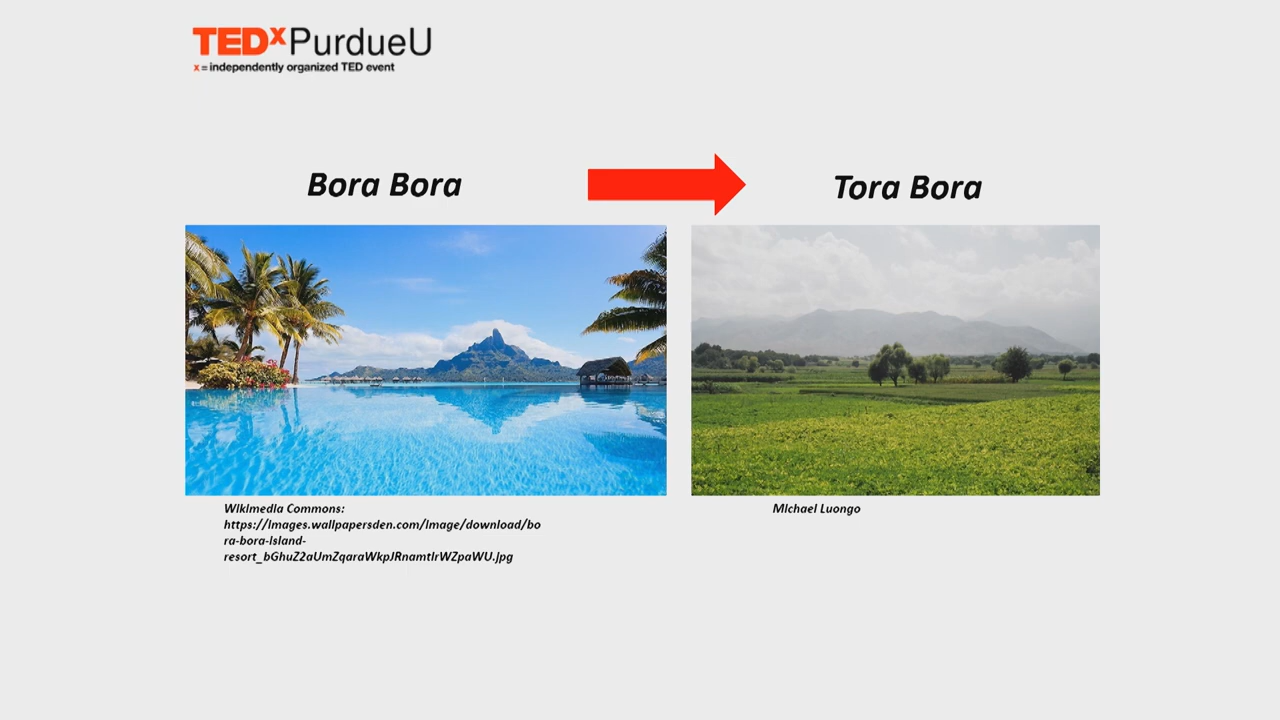 TEDxPurdueU
x = independently organized TED event
Bora Bora
Tora Bora
Wikimedia Commons:
https://images.wallpapersden.com/image/download/bo
ra-bora-island-
resort_bGhuZ2aUmZqaraWkpJRnamtlrWZpaWU.jpg
Michael Luongo